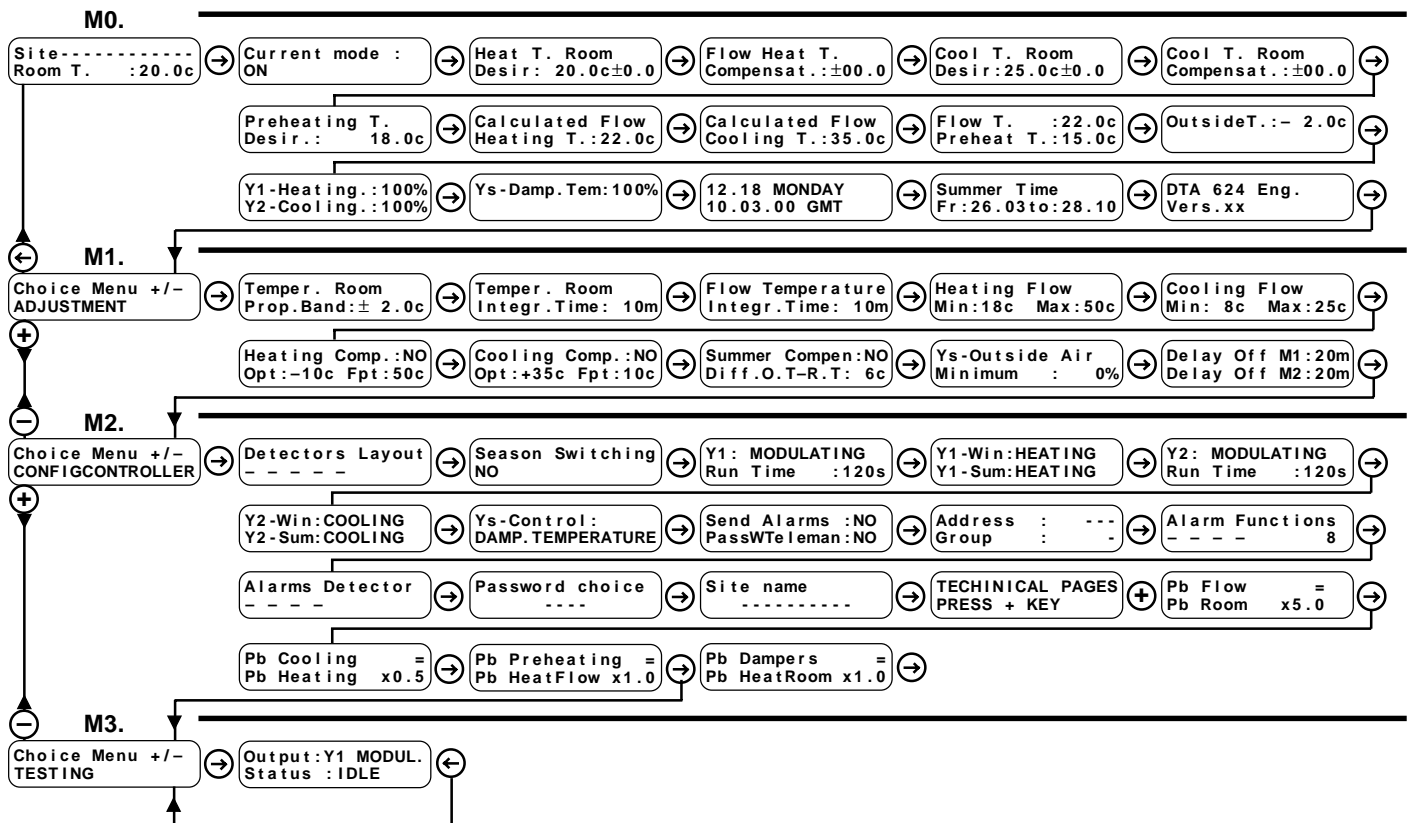 M0.
Site------------
Room T. :20.0c
Current mode :
ON
Heat T. Room
Desir: 20.0c±0.0
Flow Heat T.
Compensat.:±00.0
Cool T. Room
Desir:25.0c±0.0
Cool T. Room
Compensat.:±00.0
Preheating T.
Desir.: 18.0c
Calculated Flow
Heating T.:22.0c
Calculated Flow
Cooling T.:35.0c
Flow T. :22.0c
Preheat T.:15.0c
OutsideT.:– 2.0c
Y1-Heating.:100%
Y2-Cooling.:100%
Ys-Damp.Tem:100%
12.18 MONDAY
10.03.00 GMT
Summer Time
Fr:26.03to:28.10
DTA 624 Eng.
Vers.xx
M1.
Choice Menu +/–
ADJUSTMENT
Temper. Room
Prop.Band:± 2.0c
Temper. Room
Integr.Time: 10m
Flow Temperature
Integr.Time: 10m
Heating Flow
Min:18c Max:50c
Cooling Flow
Min: 8c Max:25c
Heating Comp.:NO
Opt:–10c Fpt:50c
Cooling Comp.:NO
Opt:+35c Fpt:10c
Summer Compen:NO
Diff.O.T–R.T: 6c
Ys-Outside Air
Minimum : 0%
Delay Off M1:20m
Delay Off M2:20m
M2.
Choice Menu +/–
CONFIGCONTROLLER
Detectors Layout
– – – – –
Season Switching
NO
Y1: MODULATING
Run Time :120s
Y1-Win:HEATING
Y1-Sum:HEATING
Y2: MODULATING
Run Time :120s
Y2-Win:COOLING
Y2-Sum:COOLING
Ys-Control:
DAMP.TEMPERATURE
Send Alarms :NO
PassWTeleman:NO
Address : ---
Group : -
Alarm Functions
– – – – 8
Alarms Detector
– – – –
Password choice
----
Site name
----------
TECHINICAL PAGES
PRESS + KEY
Pb Flow =
Pb Room x5.0
Pb Cooling =
Pb Heating x0.5
Pb Preheating =
Pb HeatFlow x1.0
Pb Dampers =
Pb HeatRoom x1.0
M3.
Choice Menu +/–
TESTING
Output:Y1 MODUL.
Status :IDLE